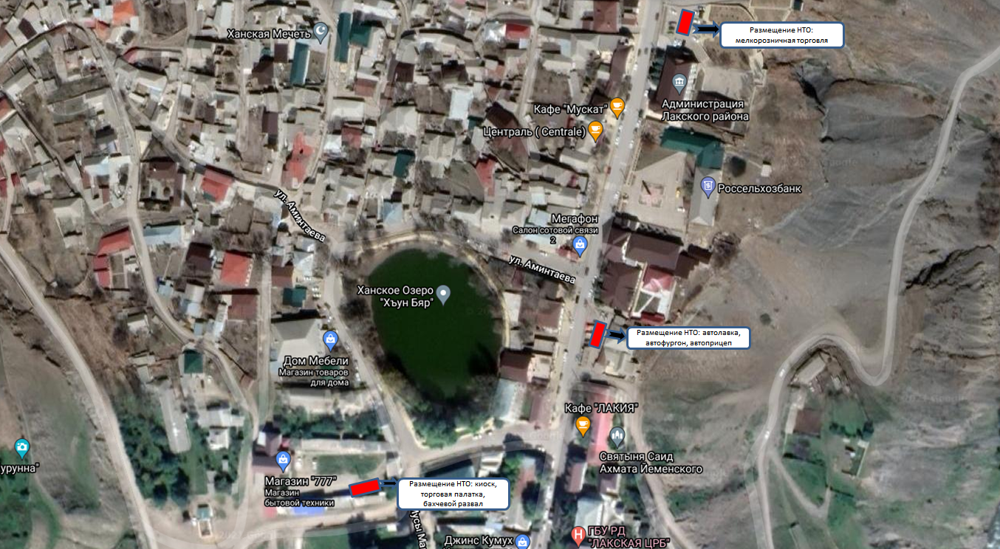 Размещение НТО:
мелкорозничная торговля
Ханская Мечеть
Администрация
Лакского района
Кафе "Мускат"
Централь ( Centrale)
Россельхозбанк
ул. Аминтаева
Мегафон
Салон сотовой связи
2
ул. Аминтаева
Ханское Озеро
"Хъун Бяр"
Размещение НТО: автолавка,
автофургон, автоприцеп
Дом Мебели
Магазин товаров
для дома
Кафе "ЛАКИЯ"
Святыня Саид
Ахмата Йеменского
урунна"
Магазин "777"
Магазин
бытовой техники
Размещение НТО: киоск,
торговая палатка,
бахчевой развал
усы Ма
Джинс Кумух
ГБУ РД
"ЛАКСКАЯ ЦРБ"